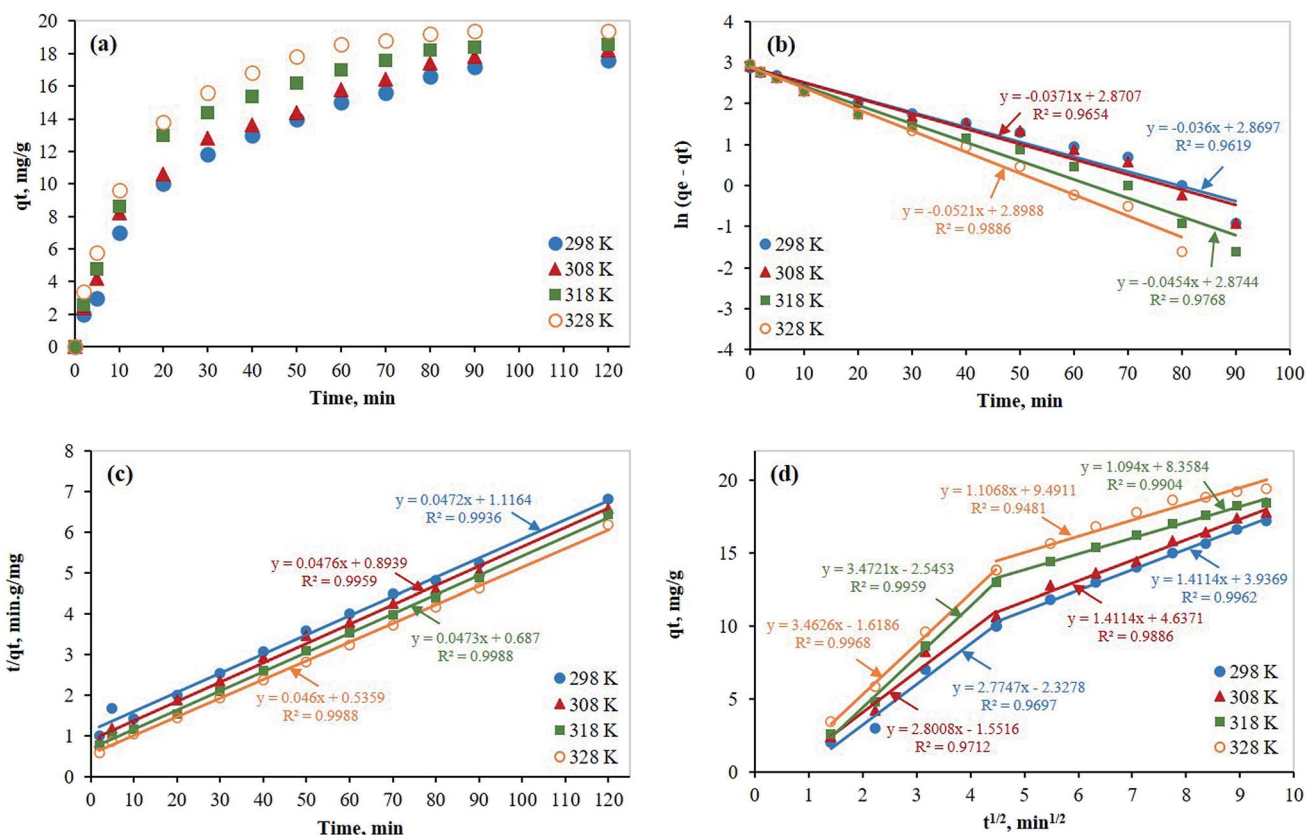 (a)
qt, mg/g
20
18
16
14
12
10
8
6
4
2
0
298 K
308 K
318 K
328 K
0 10 20 30 40 50 60 70 80 90 100 110 120
Time, min
(b)
ln (qe - qt)
4
3
2
1
0
-1
-2
-3
-4
y = -0.0371x + 2.8707
R² = 0.9654
y = -0.036x + 2.8697
R² = 0.9619
y = -0.0521x + 2.8988
R² = 0.9886
y = -0.0454x + 2.8744
R² = 0.9768
298 K
308 K
318 K
328 K
0 10 20 30 40 50 60 70 80 90 100
Time, min
(c)
t/qt, min.g/mg
8
7
6
5
4
3
2
1
0
y = 0.0472x + 1.1164
R² = 0.9936
y = 0.0476x + 0.8939
R² = 0.9959
y = 0.0473x + 0.687
R² = 0.9988
y = 0.046x + 0.5359
R² = 0.9988
298 K
308 K
318 K
328 K
0 10 20 30 40 50 60 70 80 90 100 110 120
Time, min
(d)
qt, mg/g
20
15
10
5
0
y = 1.094x + 8.3584
R² = 0.9904
y = 1.1068x + 9.4911
R² = 0.9481
y = 3.4721x - 2.5453
R² = 0.9959
y = 1.4114x + 3.9369
R² = 0.9962
y = 1.4114x + 4.6371
R² = 0.9886
y = 3.4626x - 1.6186
R² = 0.9968
y = 2.7747x - 2.3278
R² = 0.9697
y = 2.8008x - 1.5516
R² = 0.9712
298 K
308 K
318 K
328 K
0 1 2 3 4 5 6 7 8 9 10
t^1/2, min^1/2